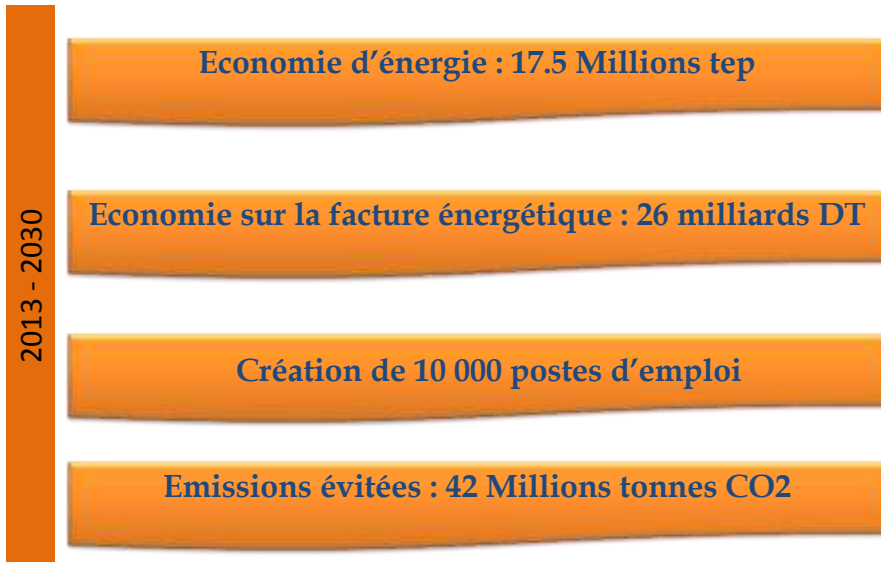 2013 - 2030
Economie d’énergie : 17.5 Millions tep
Economie sur la facture énergétique : 26 milliards DT
Création de 10 000 postes d’emploi
Emissions évitées : 42 Millions tonnes CO2